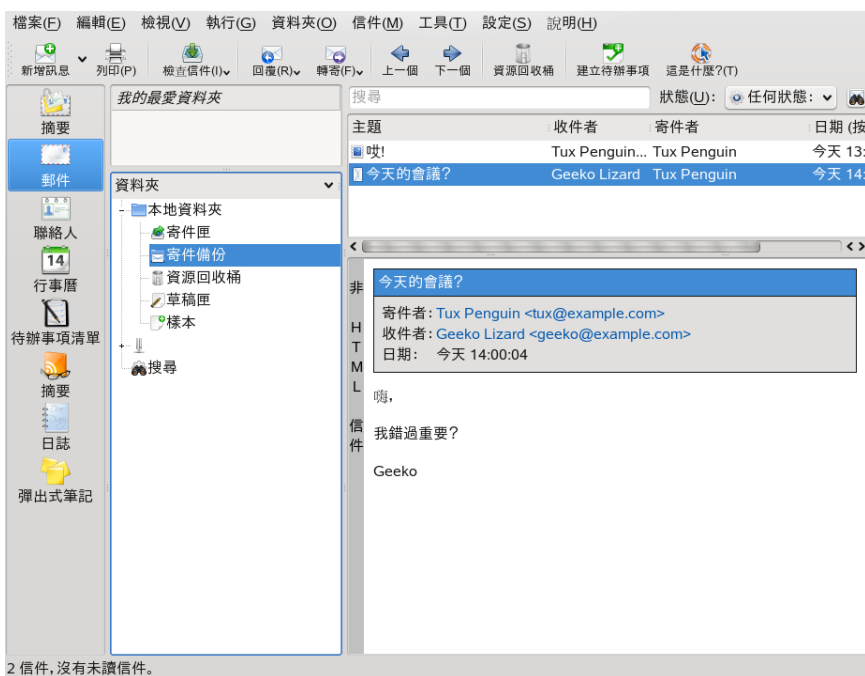 檔案(F) 編輯(E) 檢視(V) 執行(G) 資料夾(O) 信件(M) 工具(T) 設定(S) 說明(H)
新增訊息 列印(P) 檢查信件(I) 回覆(R) 轉寄(F) 上一個 下一個 資源回收桶 建立待辦事項 這是什麼?(T)
摘要
郵件
聯絡人
14
行事曆
待辦事項清單
摘要
日誌
彈出式筆記
我的最愛資料夾
資料夾
本地資料夾
寄件匣
寄件備份
資源回收桶
草稿匣
樣本
搜尋
搜尋 狀態(U): 任何狀態:
主題 收件者 寄件者 日期 (按
哎! Tux Penguin... Tux Penguin 今天 13:
今天的會議? Geeko Lizard Tux Penguin 今天 14:
非 HTML 信件
今天的會議?
寄件者: Tux Penguin <tux@example.com>
收件者: Geeko Lizard <geeko@example.com>
日期: 今天 14:00:04
嗨,
我錯過重要?
Geeko
2 信件,沒有未讀信件。